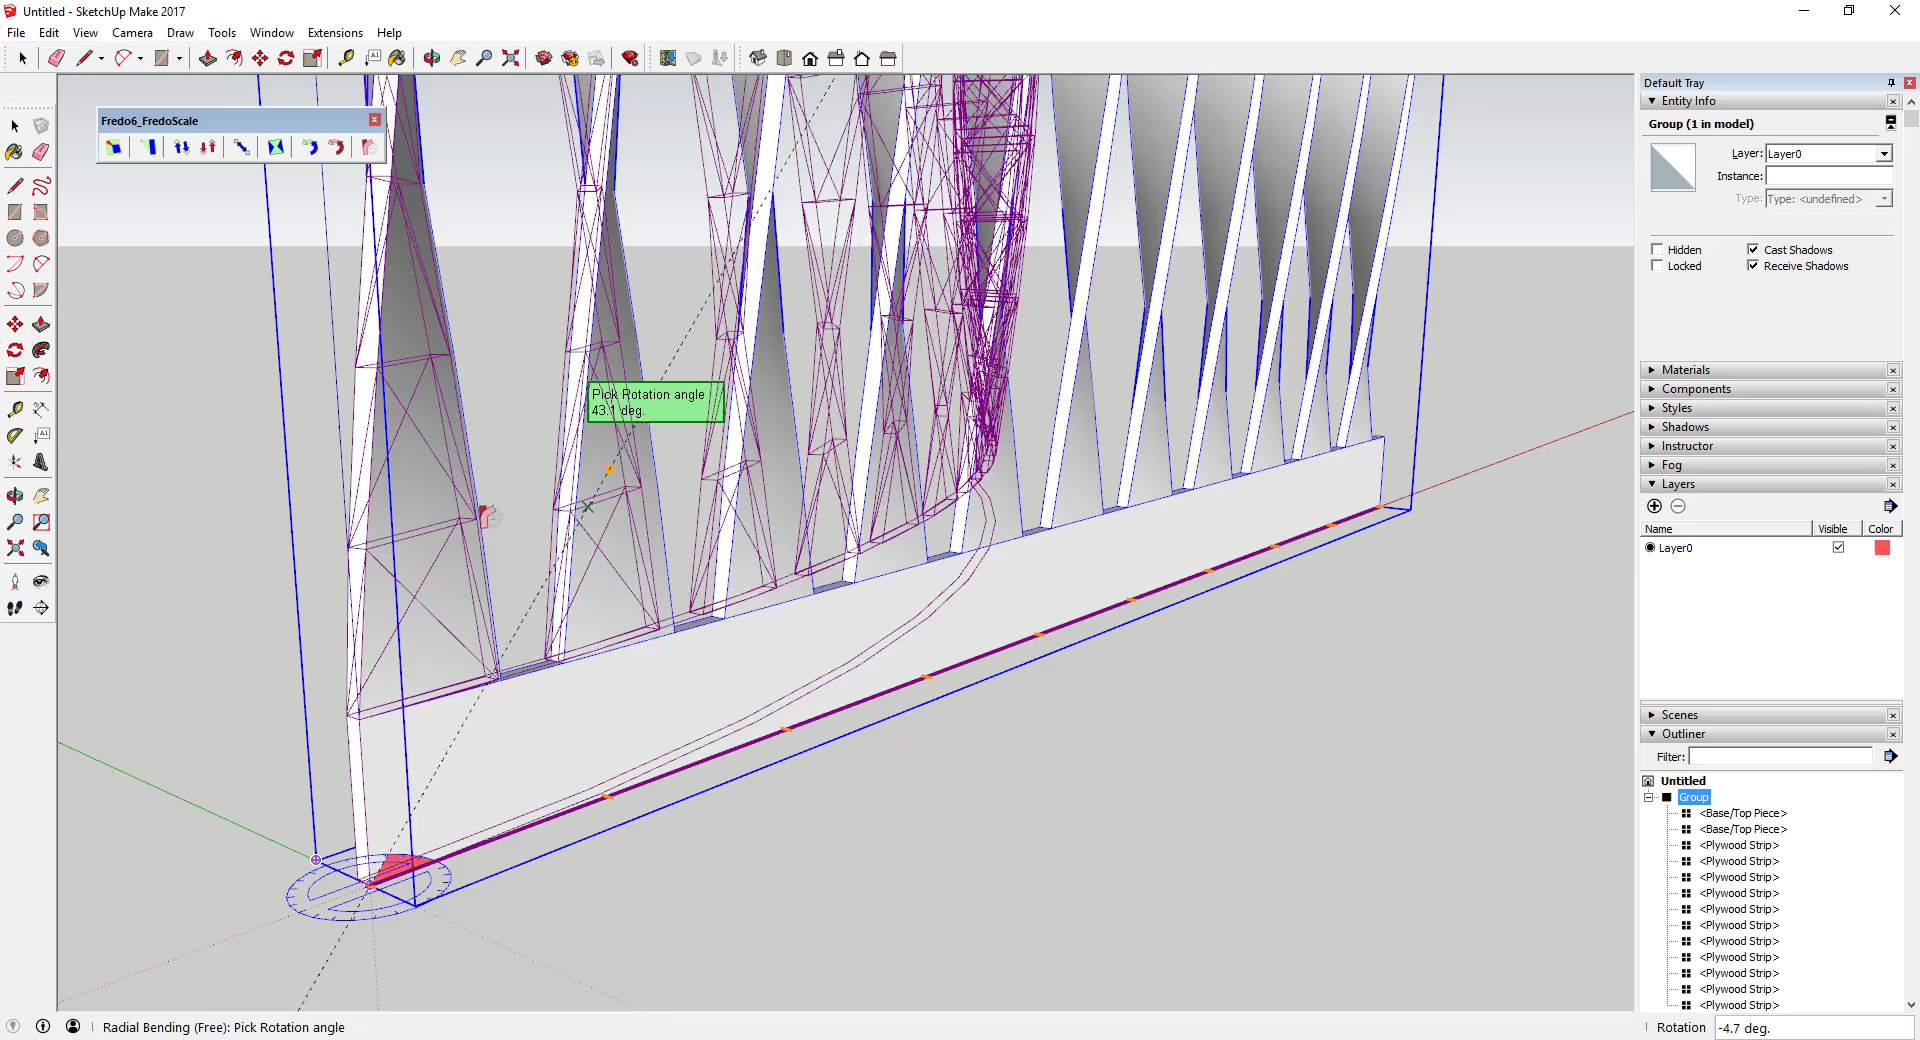 Untitled - SketchUp Make 2017
File Edit View Camera Draw Tools Window Extensions Help
A1
Fredo6_FredoScale
Pick Rotation angle
43.1 deg.
A1
Default Tray
Entity Info
Group (1 in model)
Layer: Layer0
Instance:
Type: Type: <undefined>
Hidden Cast Shadows
Locked Receive Shadows
Materials
Components
Styles
Shadows
Instructor
Fog
Layers
Name Visible Color
Layer0
Scenes
Outliner
Filter:
Untitled
Group
<Base/Top Piece>
<Base/Top Piece>
<Plywood Strip>
<Plywood Strip>
<Plywood Strip>
<Plywood Strip>
<Plywood Strip>
<Plywood Strip>
<Plywood Strip>
<Plywood Strip>
<Plywood Strip>
<Plywood Strip>
<Plywood Strip>
Radial Bending (Free): Pick Rotation angle
Rotation -4.7 deg.